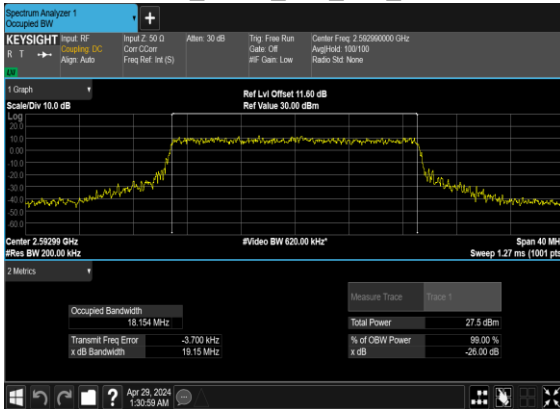 Spectrum Analyzer 1
Occupied BW
KEYSIGHT Input: RF Input Z: 50 Ω Atten: 30 dB Trig: Free Run Center Freq: 2.592990000 GHz
R T Coupling: DC Corr CCorr Gate: Off Avg|Hold: 100/100
Align: Auto Freq Ref: Int (S) #IF Gain: Low Radio Std: None
1 Graph
Scale/Div 10.0 dB Ref Lvl Offset 11.60 dB
Ref Value 30.00 dBm
Log
20.0
10.0
0.00
-10.0
-20.0
-30.0
-40.0
-50.0
-60.0
Center 2.59299 GHz #Video BW 620.00 kHz* Span 40 MH
#Res BW 200.00 kHz Sweep 1.27 ms (1001 pts
2 Metrics
Measure Trace Trace 1
Occupied Bandwidth
18.154 MHz Total Power 27.5 dBm
Transmit Freq Error -3.700 kHz % of OBW Power 99.00 %
x dB Bandwidth 19.15 MHz x dB -26.00 dB
? Apr 29, 2024
1:30:59 AM